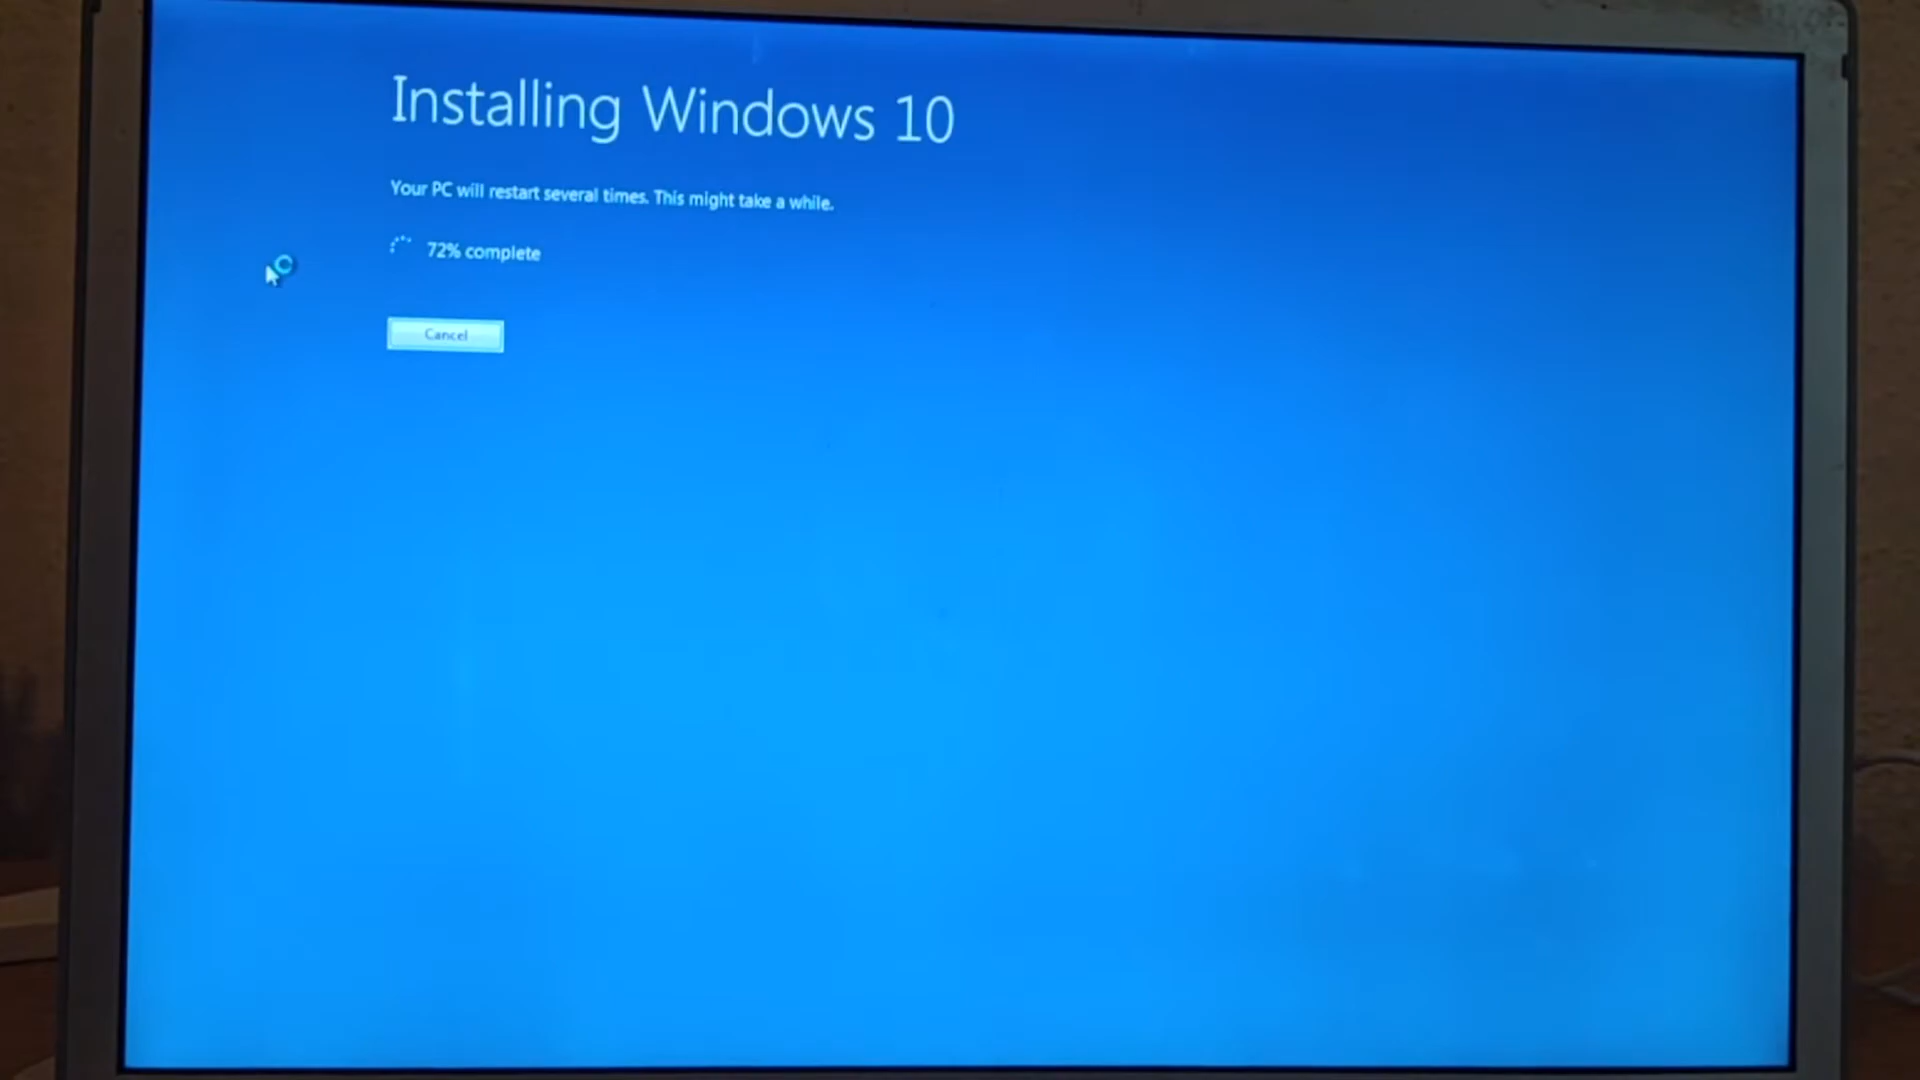 Installing Windows 10
Your PC will restart several times. This might take a while.
72% complete
Cancel